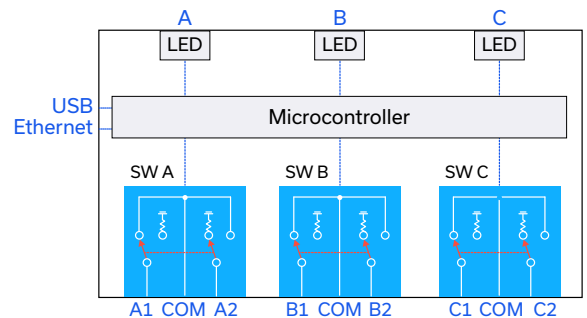 A B C
LED LED LED
USB
Microcontroller
Ethernet
SW A SW B SW C
A1 COM A2 B1 COM B2 C1 COM C2